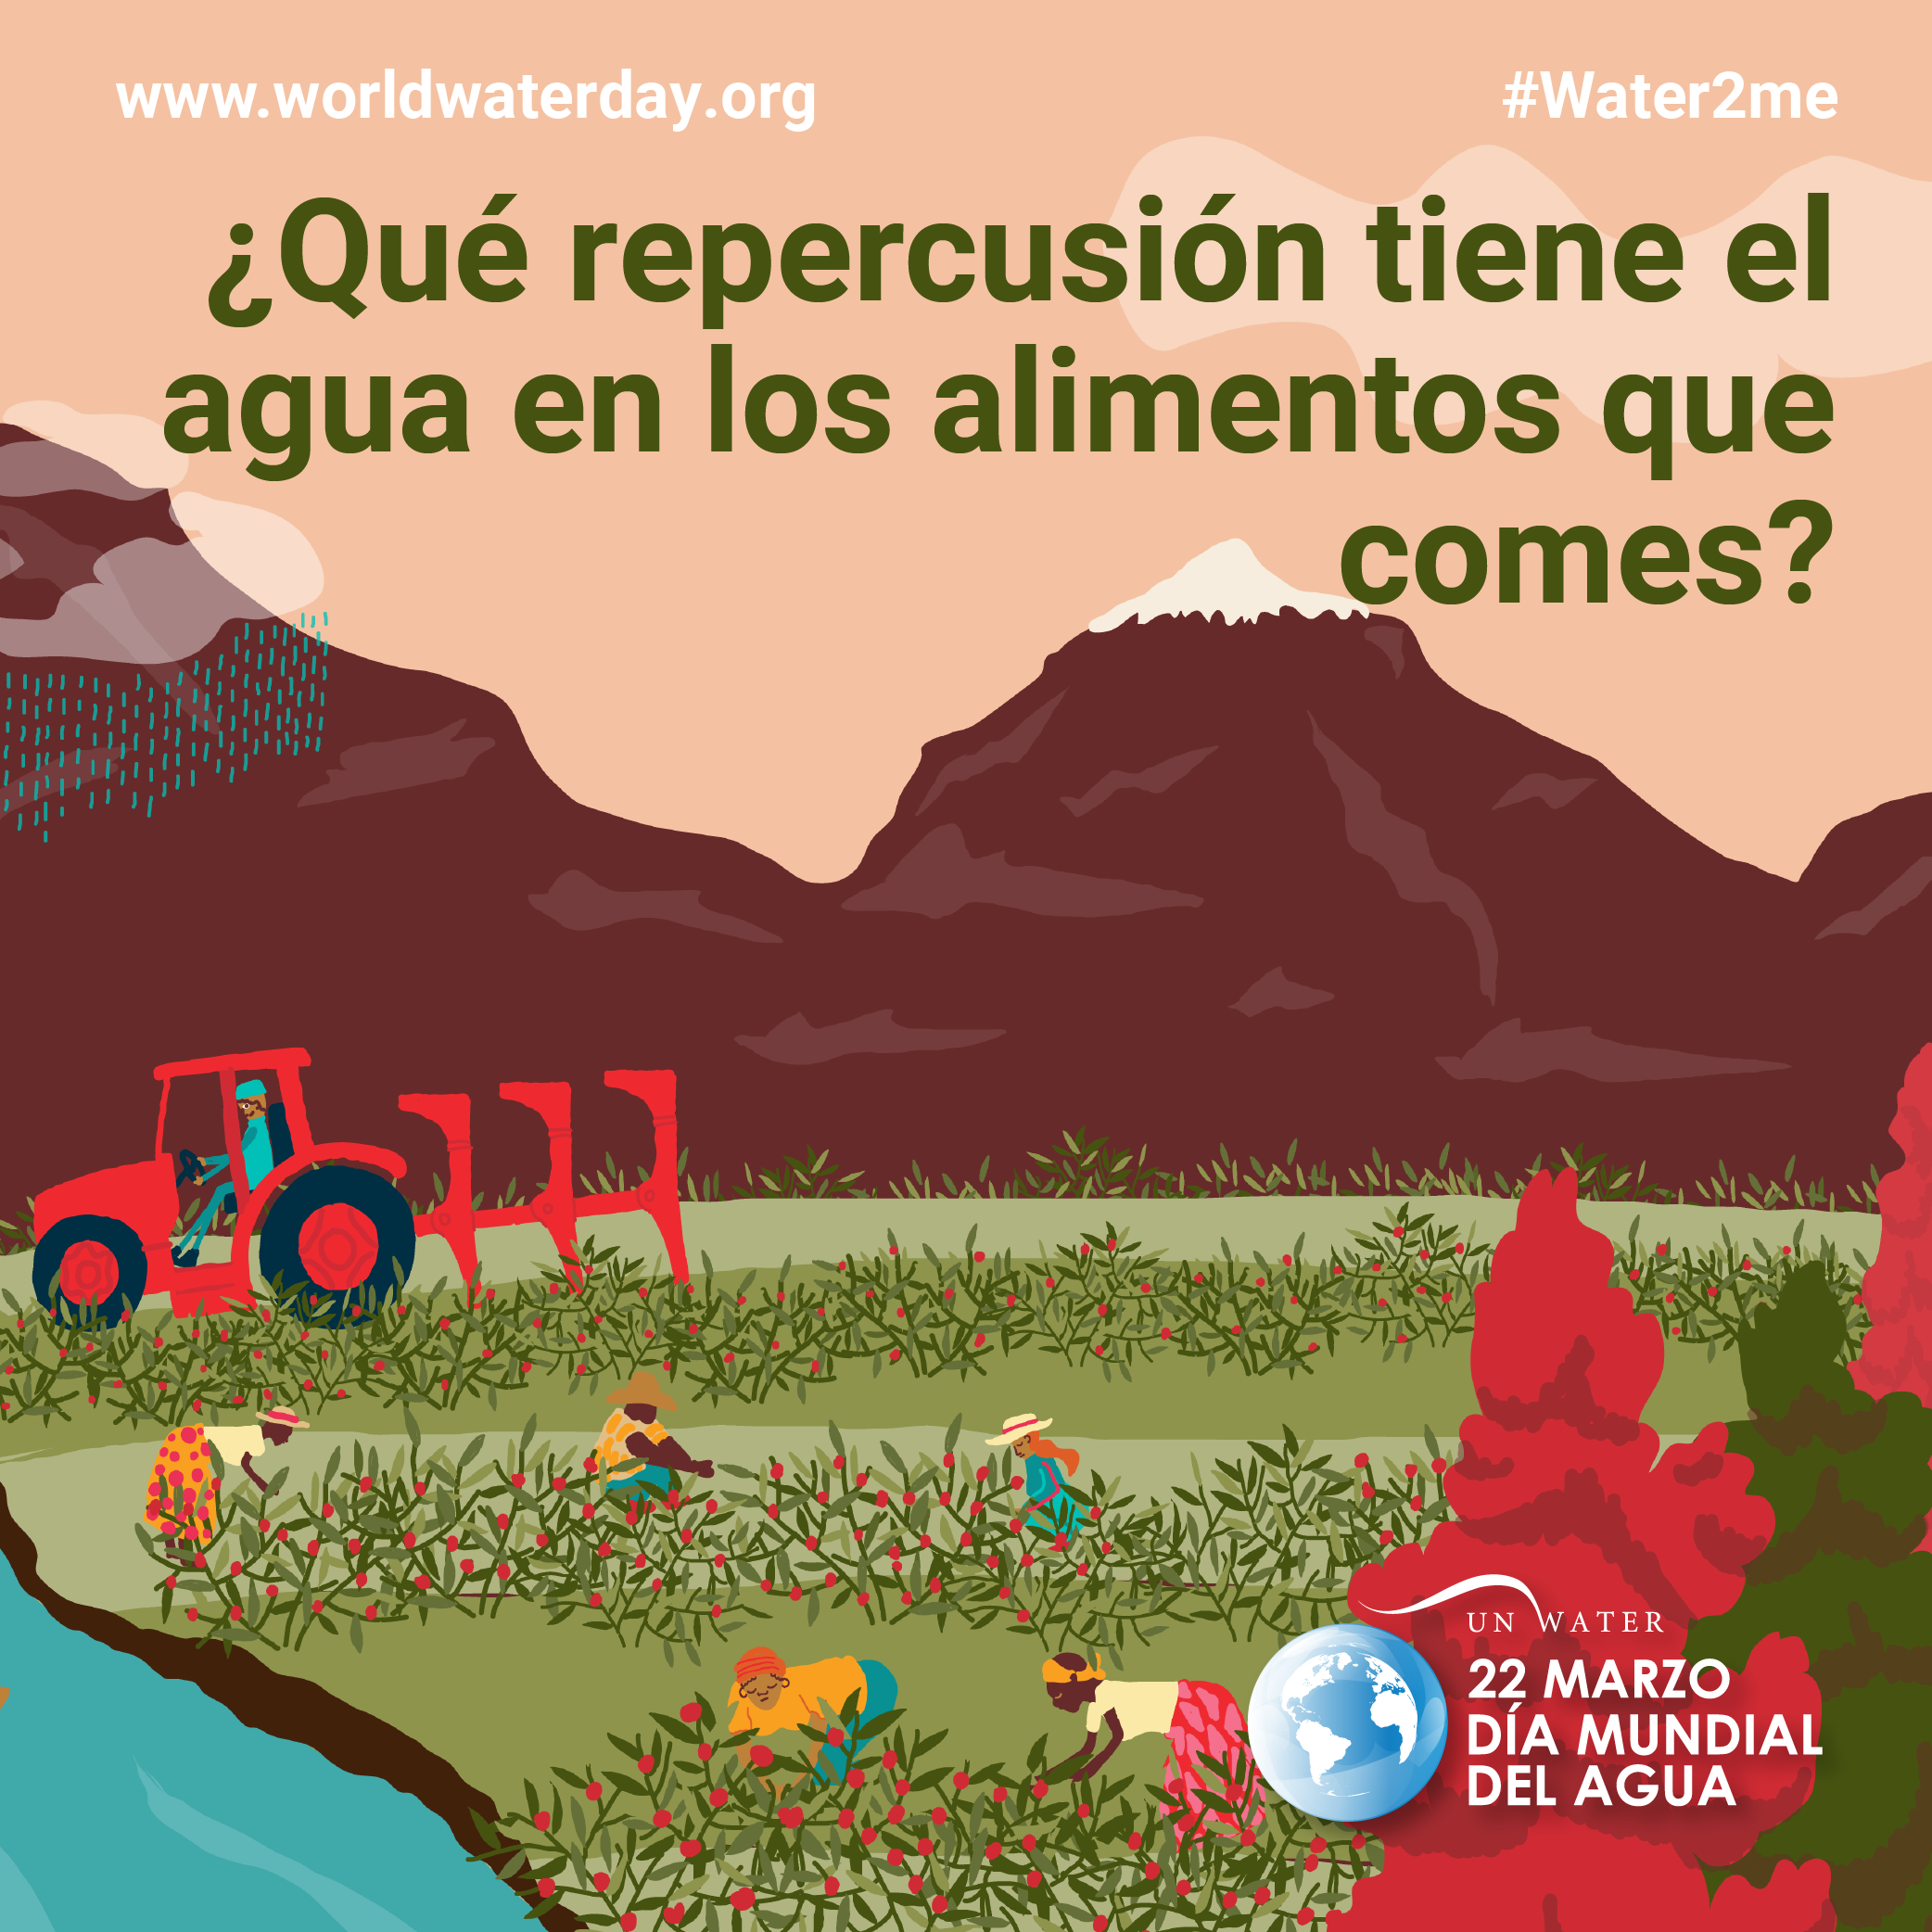 www.worldwaterday.org
#Water2me
¿Qué repercusión tiene el
agua en los alimentos que
comes?
UN WATER
22 MARZO
DÍA MUNDIAL
DEL AGUA